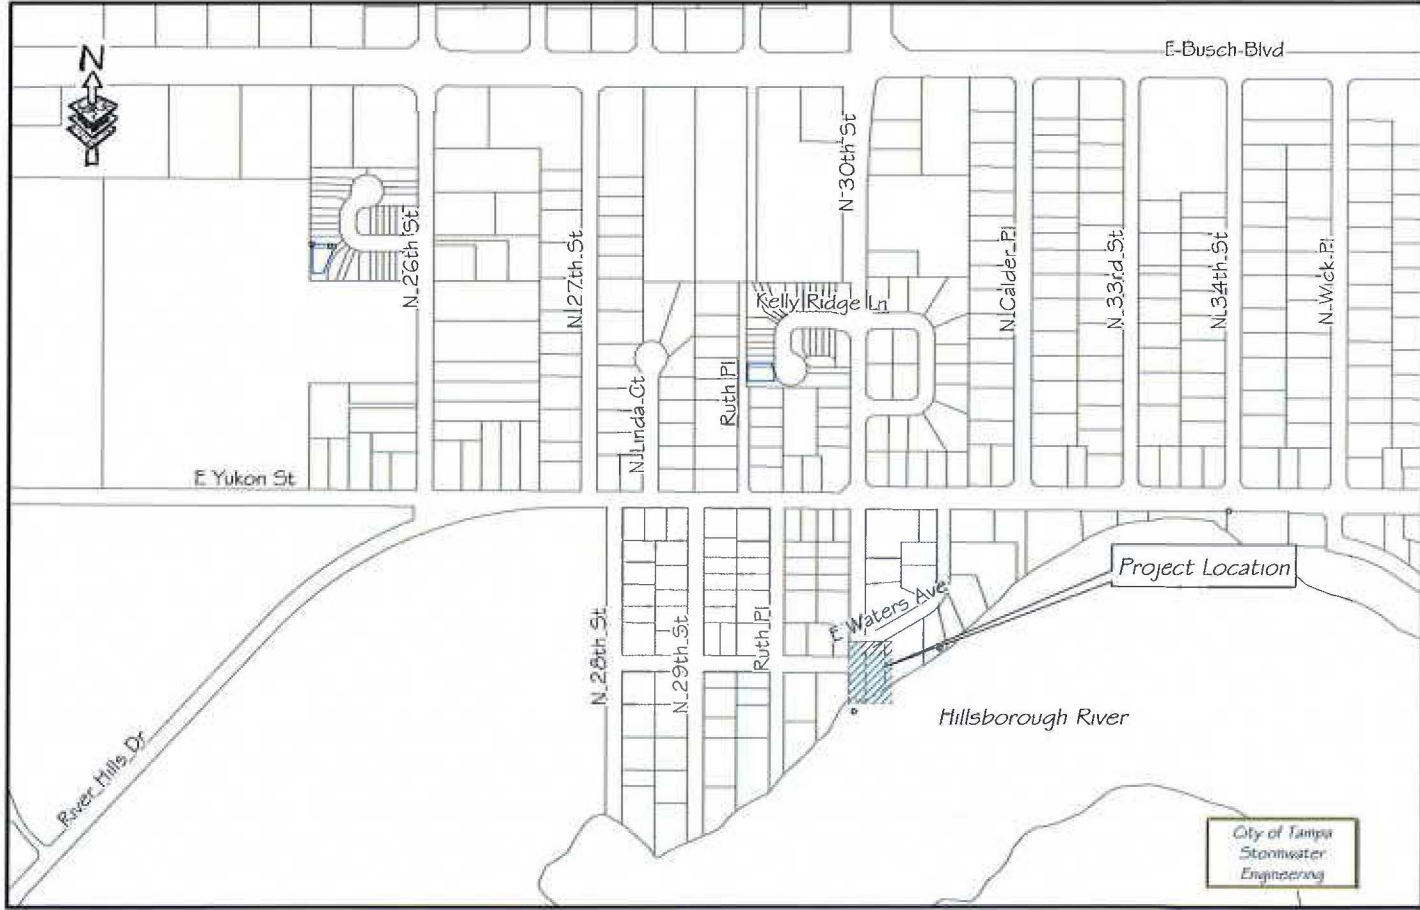 N
E Busch Blvd
N 30th St
N 26th St
N 27th St
N Calder Pl
N 33rd St
N 34th St
N Wick Pl
Kelly Ridge Ln
N Linda Ct
Ruth Pl
E Yukon St
Project Location
E Waters Ave
N 28th St
N 29th St
Ruth Pl
Hillsborough River
River Hills Dr
City of Tampa
Stormwater
Engineering